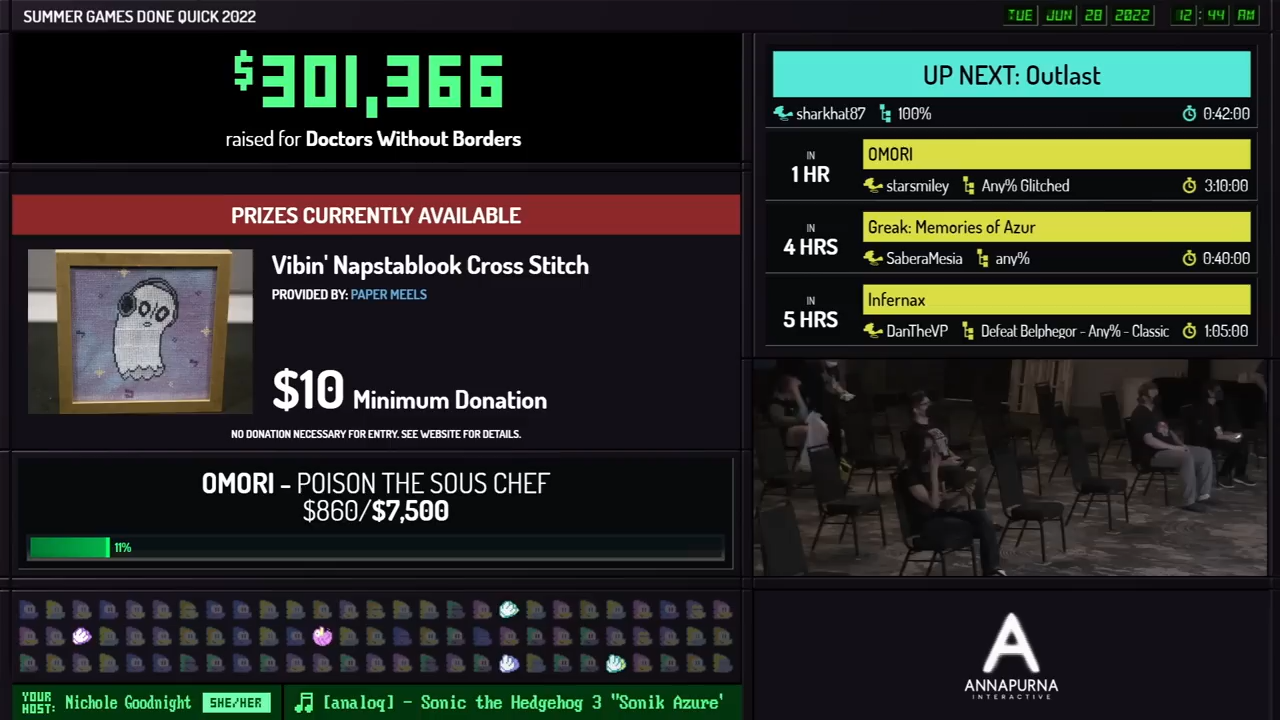 SUMMER GAMES DONE QUICK 2022
TUE JUN 28 2022 12:44 AM
$301,366
raised for Doctors Without Borders
PRIZES CURRENTLY AVAILABLE
Vibin' Napstablook Cross Stitch
PROVIDED BY: PAPER MEELS
$10 Minimum Donation
NO DONATION NECESSARY FOR ENTRY. SEE WEBSITE FOR DETAILS.
OMORI - POISON THE SOUS CHEF
$860/$7,500
11%
YOUR HOST: Nichole Goodnight SHE/HER
[analoq] - Sonic the Hedgehog 3 "Sonik Azure'
UP NEXT: Outlast
sharkhat87 100% 0:42:00
IN 1 HR
OMORI
starsmiley Any% Glitched 3:10:00
IN 4 HRS
Greak: Memories of Azur
SaberaMesia any% 0:40:00
IN 5 HRS
Infernax
DanTheVP Defeat Belphegor - Any% - Classic 1:05:00
A
ANNAPURNA
INTERACTIVE